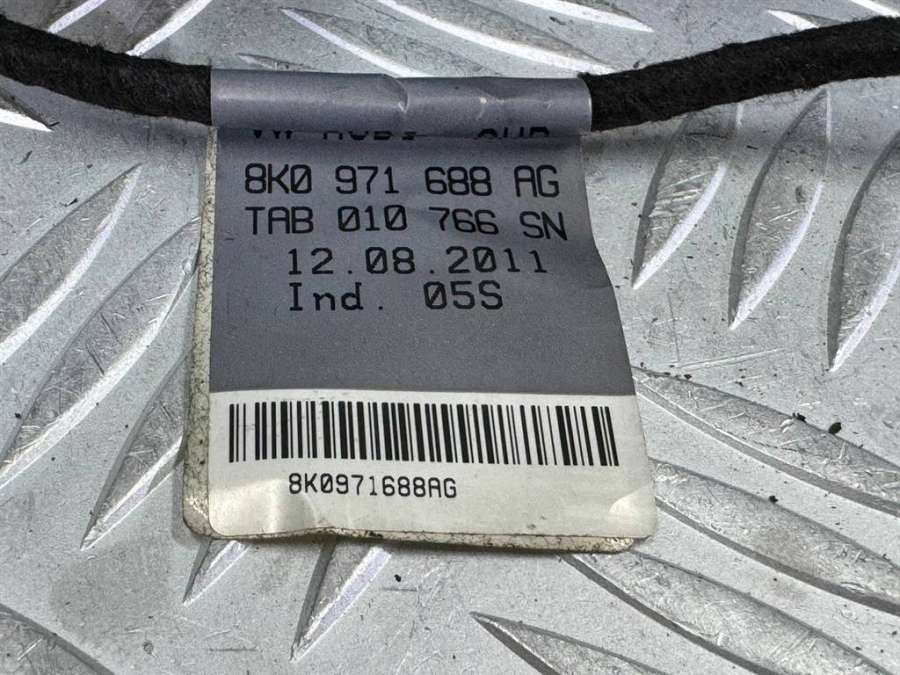 8K0 971 688 AG
TAB 010 766 SN
12.08.2011
Ind. 05S
8K0971688AG